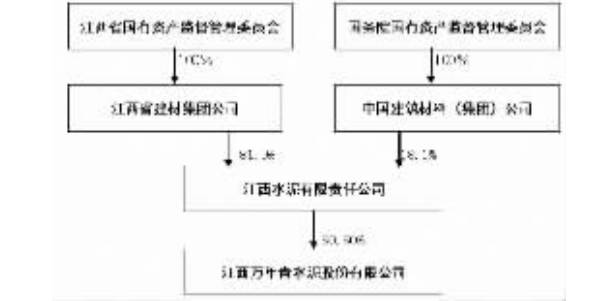 江西省国有资产监督管理委员会
国务院国有资产监督管理委员会
100%
100%
江西省建材集团公司
中国建筑材料（集团）公司
18.1%
江西水泥有限责任公司
江西万年青水泥股份有限公司